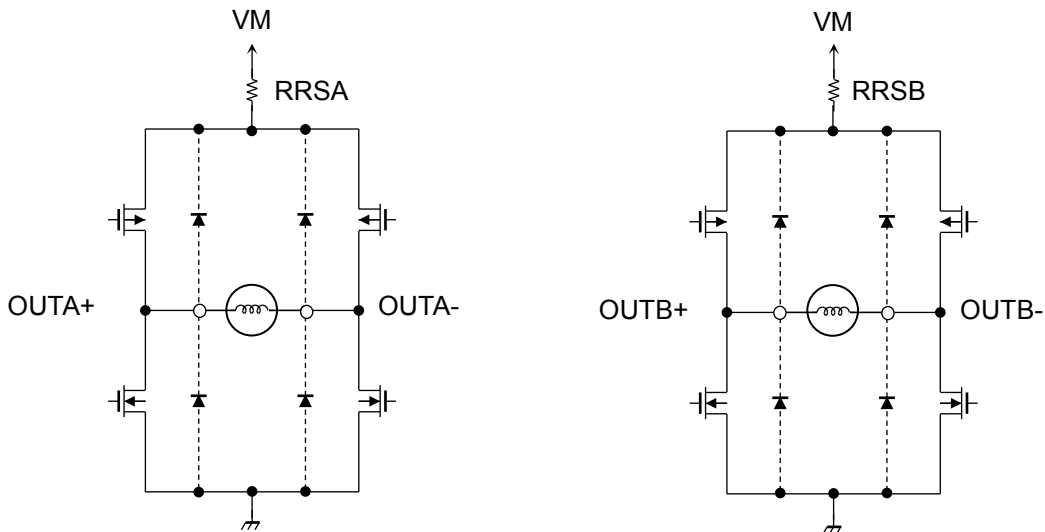 VM
RRSA
OUTA+
OUTA-
VM
RRSB
OUTB+
OUTB-